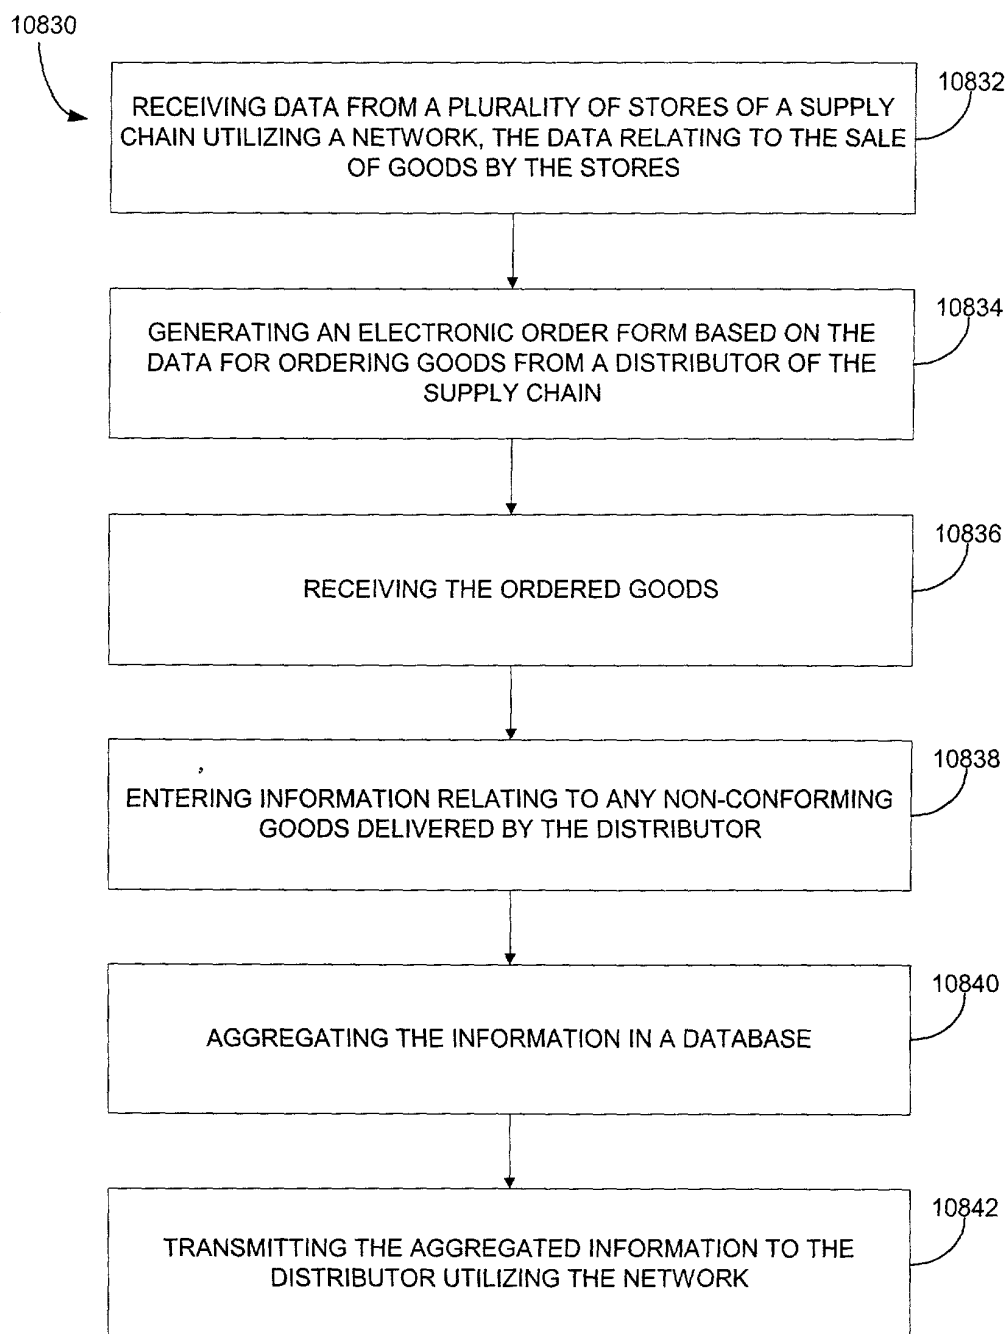 10830
10832
RECEIVING DATA FROM A PLURALITY OF STORES OF A SUPPLY
CHAIN UTILIZING A NETWORK, THE DATA RELATING TO THE SALE
OF GOODS BY THE STORES
10834
GENERATING AN ELECTRONIC ORDER FORM BASED ON THE
DATA FOR ORDERING GOODS FROM A DISTRIBUTOR OF THE
SUPPLY CHAIN
10836
RECEIVING THE ORDERED GOODS
10838
ENTERING INFORMATION RELATING TO ANY NON-CONFORMING
GOODS DELIVERED BY THE DISTRIBUTOR
10840
AGGREGATING THE INFORMATION IN A DATABASE
10842
TRANSMITTING THE AGGREGATED INFORMATION TO THE
DISTRIBUTOR UTILIZING THE NETWORK